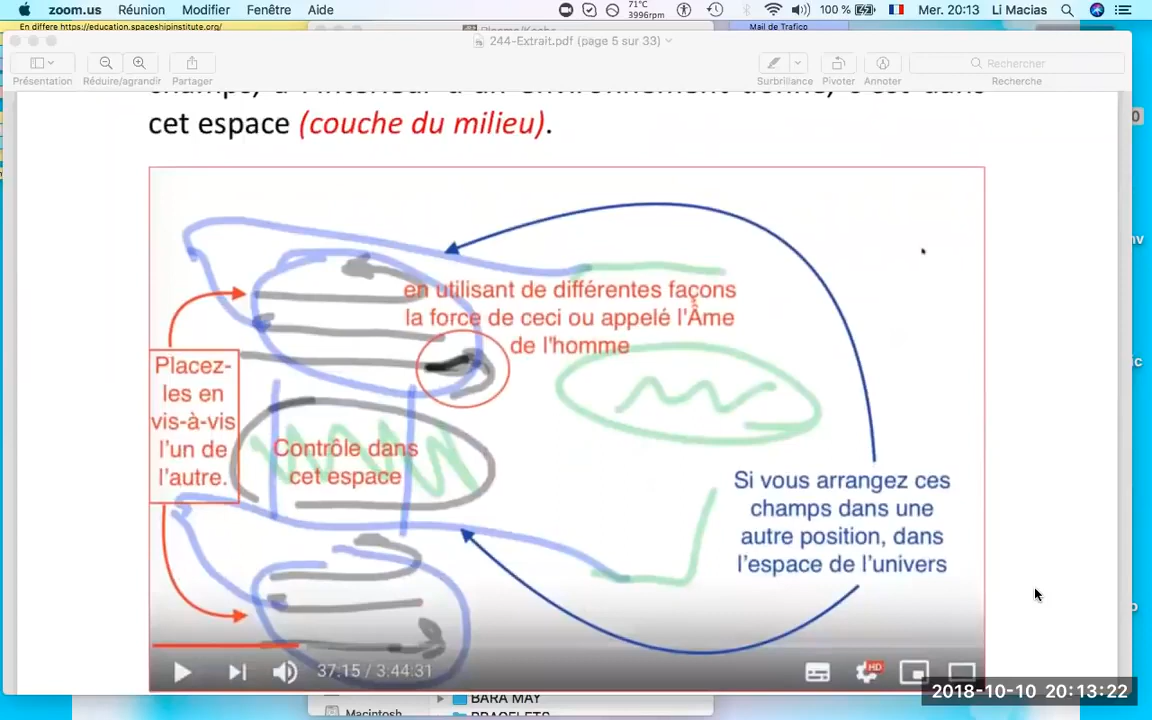 zoom.us Réunion Modifier Fenêtre Aide
71°C
3996rpm
100 %
Mer. 20:13
Li Macias
En differe https://education.spaceshipinstitute.org/
Mail de Trafico
244-Extrait.pdf (page 5 sur 33)
Rechercher
Présentation
Réduire/agrandir
Partager
Surbrillance
Pivoter
Annoter
Recherche
cet espace (couche du milieu).
en utilisant de différentes façons
la force de ceci ou appelé l'Âme
de l'homme
Placez-
les en
vis-à-vis
l'un de
l'autre.
Contrôle dans
cet espace
Si vous arrangez ces
champs dans une
autre position, dans
l'espace de l'univers
37:15 / 3:44:31
HD
2018-10-10 20:13:22
BARA MAY
Macintosh
BRACELETS